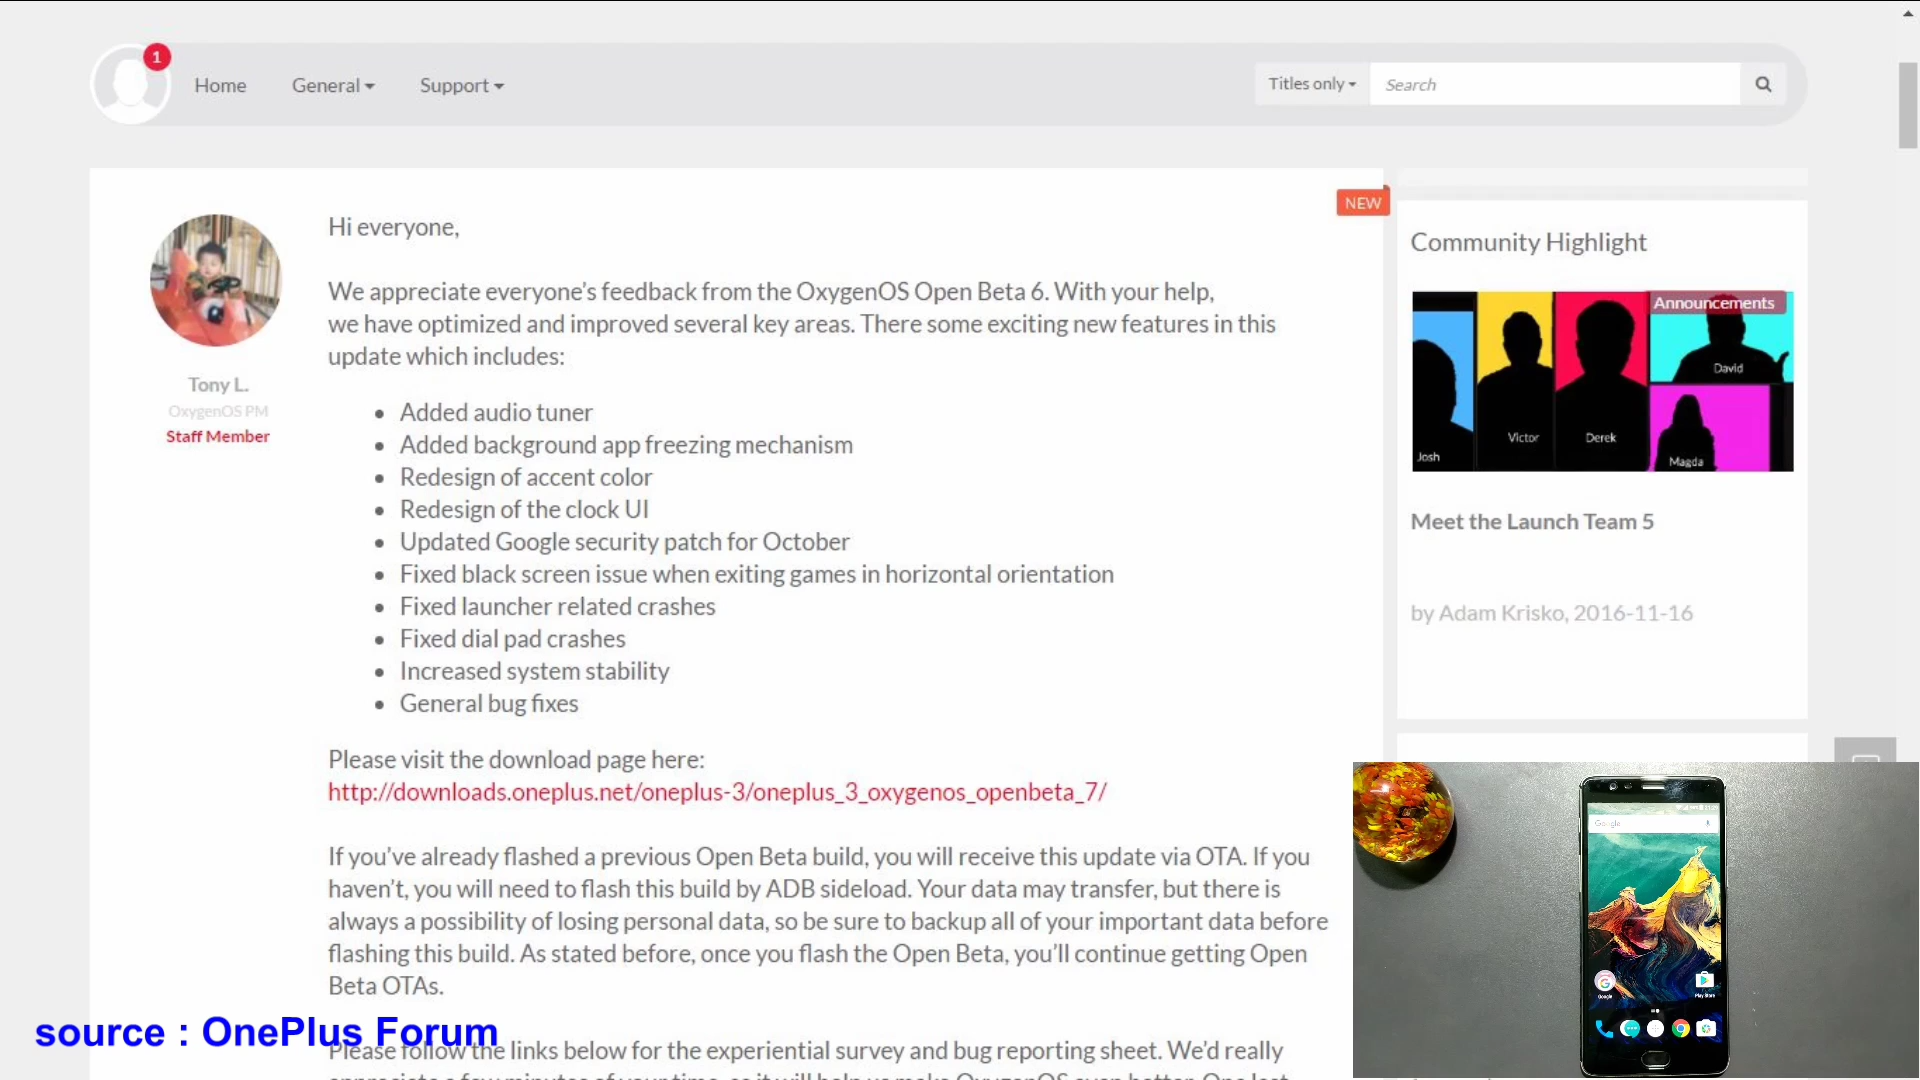 1
Home
General
Support
Titles only
Search
NEW
Hi everyone,
We appreciate everyone's feedback from the OxygenOS Open Beta 6. With your help,
we have optimized and improved several key areas. There some exciting new features in this
update which includes:
Tony L.
OxygenOS PM
Staff Member
• Added audio tuner
• Added background app freezing mechanism
• Redesign of accent color
• Redesign of the clock UI
• Updated Google security patch for October
• Fixed black screen issue when exiting games in horizontal orientation
• Fixed launcher related crashes
• Fixed dial pad crashes
• Increased system stability
• General bug fixes
Please visit the download page here:
http://downloads.oneplus.net/oneplus-3/oneplus_3_oxygenos_openbeta_7/
If you've already flashed a previous Open Beta build, you will receive this update via OTA. If you
haven't, you will need to flash this build by ADB sideload. Your data may transfer, but there is
always a possibility of losing personal data, so be sure to backup all of your important data before
flashing this build. As stated before, once you flash the Open Beta, you'll continue getting Open
Beta OTAs.
Please follow the links below for the experiential survey and bug reporting sheet. We'd really
source : OnePlus Forum
Community Highlight
Announcements
Josh
Victor
Derek
David
Magda
Meet the Launch Team 5
by Adam Krisko, 2016-11-16
Google
Google
Play Store